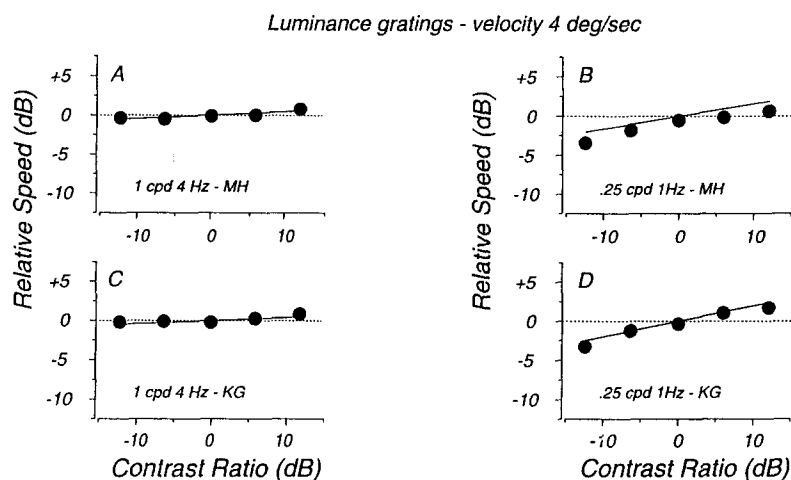 Luminance gratings - velocity 4 deg/sec
A
+5
0
-5
-10
1 cpd 4 Hz - MH
-10 0 10
Relative Speed (dB)
B
+5
0
-5
-10
.25 cpd 1Hz - MH
-10 0 10
Relative Speed (dB)
C
+5
0
-5
-10
1 cpd 4 Hz - KG
-10 0 10
Contrast Ratio (dB)
D
+5
0
-5
-10
.25 cpd 1Hz - KG
-10 0 10
Contrast Ratio (dB)